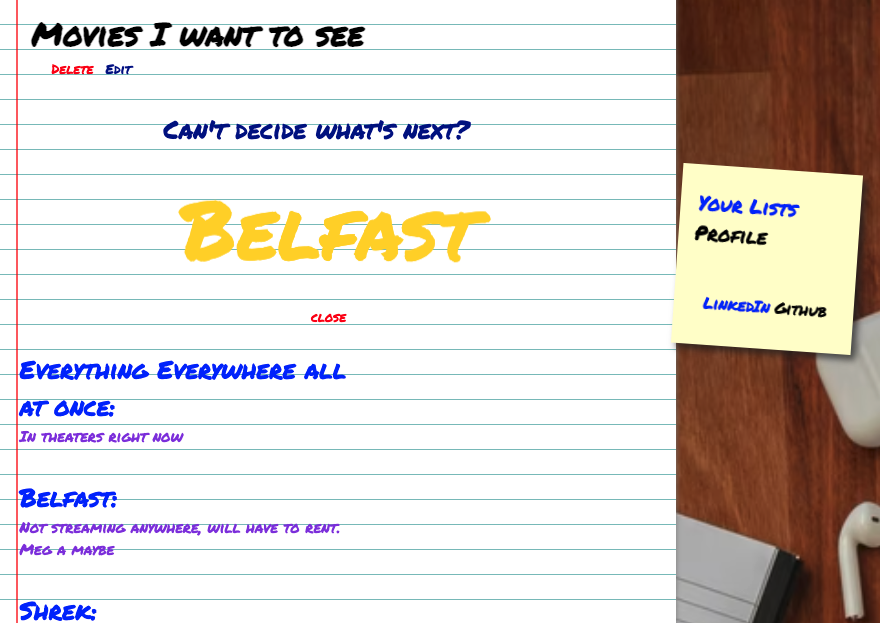 Movies I want to see
Delete Edit
Can't decide what's next?
Belfast
close
Everything Everywhere all
at once:
In theaters right now
Belfast:
Not streaming anywhere, will have to rent.
Meg a maybe
Shrek:
Your Lists
Profile
LinkedIn Github